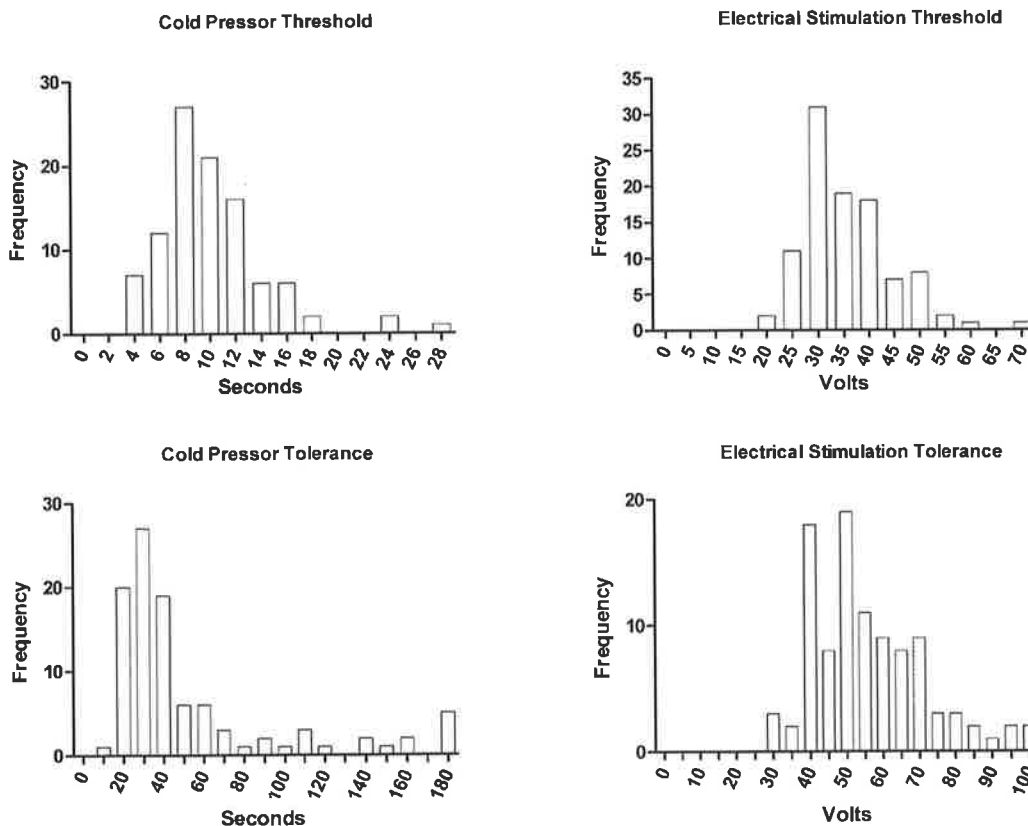 Cold Pressor Threshold
Frequency
30
20
10
0
0 2 4 6 8 10 12 14 16 18 20 22 24 26 28
Seconds
Electrical Stimulation Threshold
Frequency
35
30
25
20
15
10
5
0
0 5 10 15 20 25 30 35 40 45 50 55 60 65 70
Volts
Cold Pressor Tolerance
Frequency
30
20
10
0
0 20 40 60 80 100 120 140 160 180
Seconds
Electrical Stimulation Tolerance
Frequency
20
10
0
0 10 20 30 40 50 60 70 80 90 100
Volts